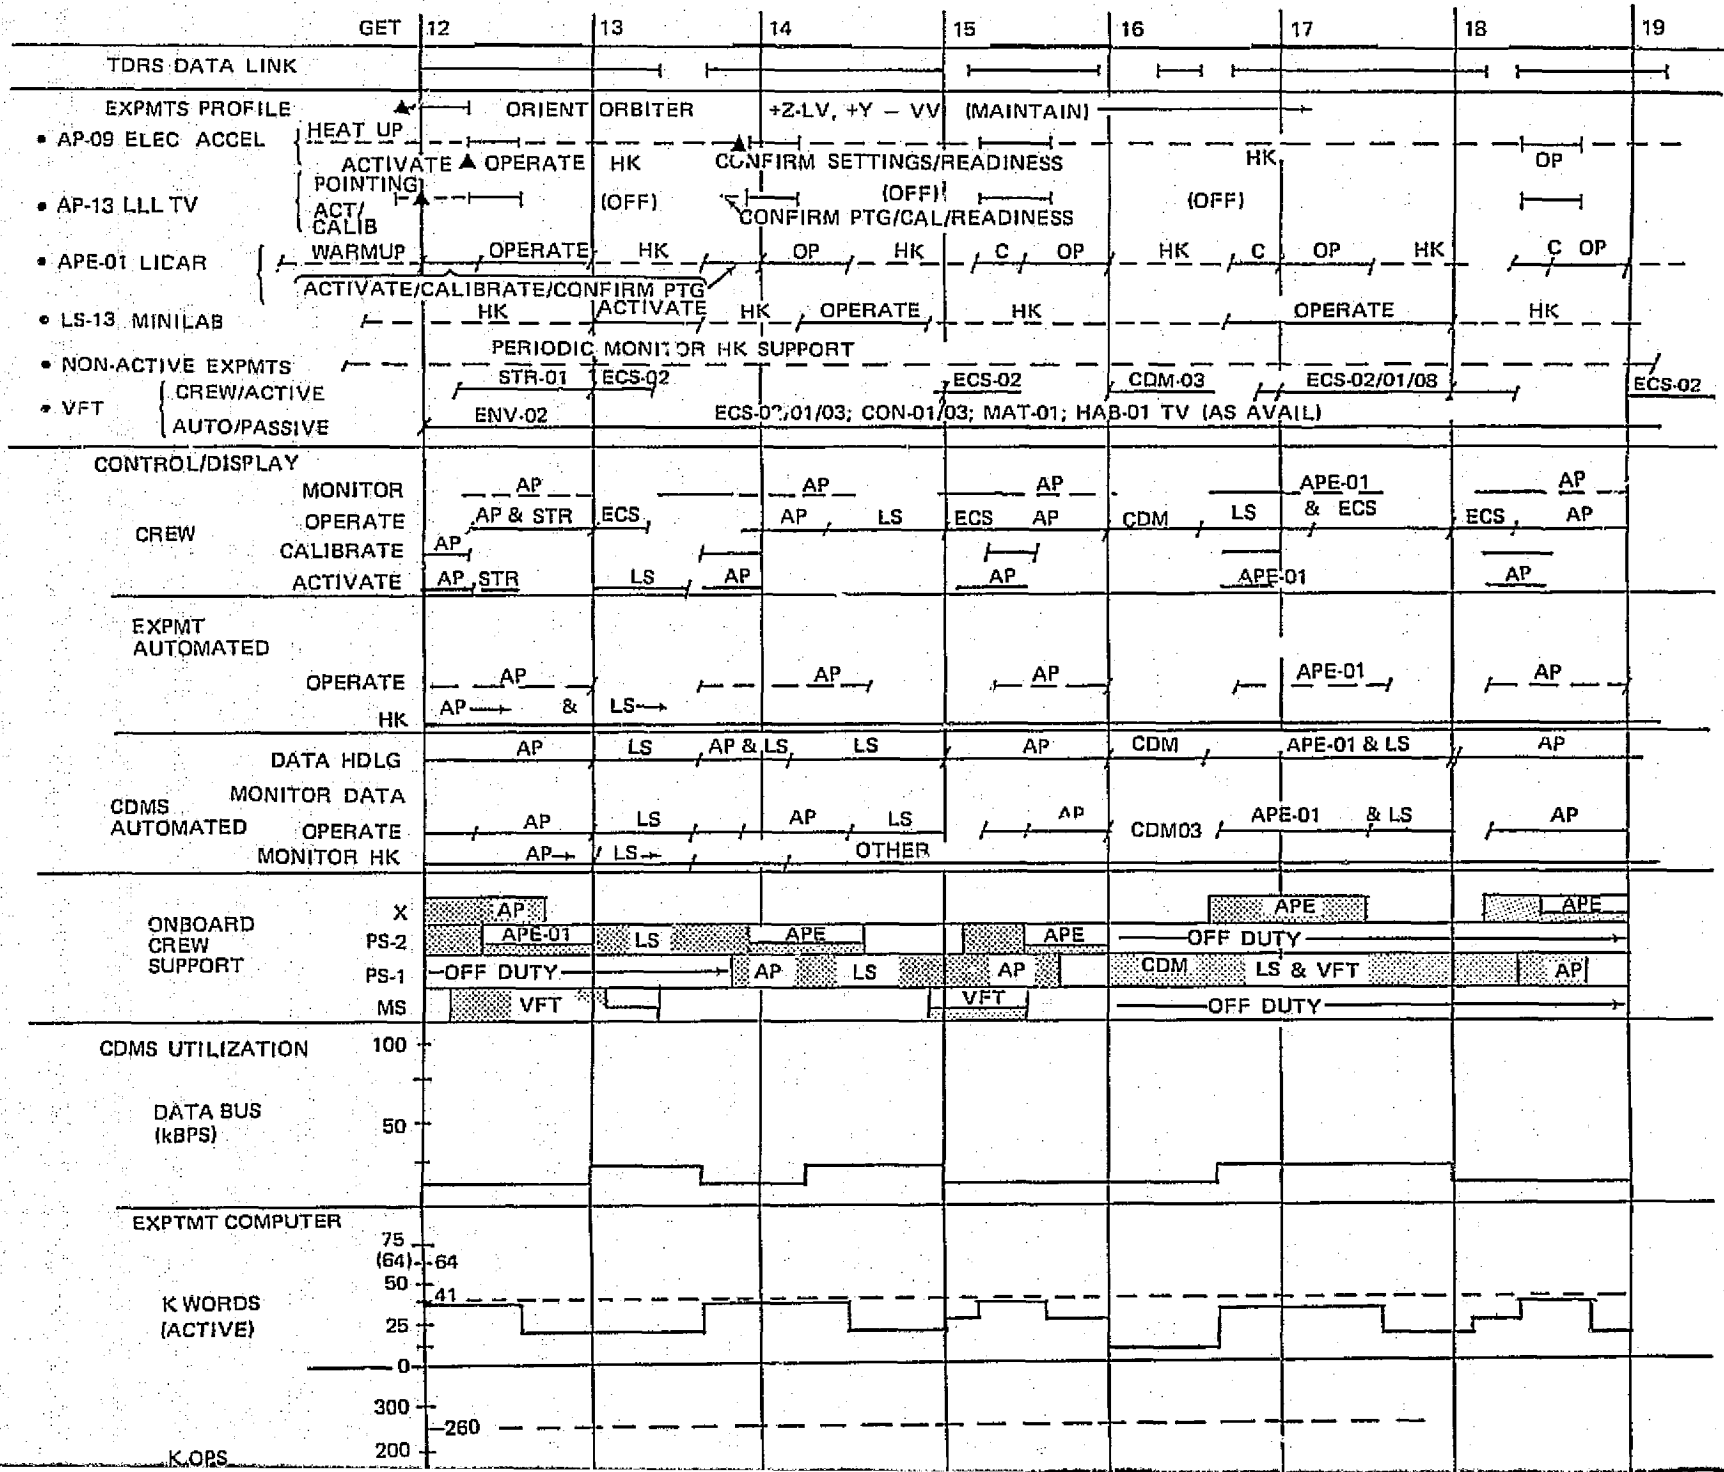 GET 12 13 14 15 16 17 18 19
TDRS DATA LINK
EXPMTS PROFILE ORIENT ORBITER +Z-LV, +Y – VV (MAINTAIN)
• AP-09 ELEC ACCEL HEAT UP
ACTIVATE OPERATE HK CONFIRM SETTINGS/READINESS HK OP
POINTING
• AP-13 LLL TV (OFF) (OFF) (OFF)
ACT/
CALIB
CONFIRM PTG/CAL/READINESS
• APE-01 LIDAR WARMUP OPERATE HK OP HK C OP HK C OP HK C OP
ACTIVATE/CALIBRATE/CONFIRM PTG
• LS-13 MINILAB HK ACTIVATE HK OPERATE HK OPERATE HK
PERIODIC MONITOR HK SUPPORT
• NON-ACTIVE EXPMTS
• VFT
CREW/ACTIVE STR-01 ECS-02 ECS-02 CDM-03 ECS-02/01/08 ECS-02
AUTO/PASSIVE ENV-02 ECS-02/01/03; CON-01/03; MAT-01; HAB-01 TV (AS AVAIL)
CONTROL/DISPLAY
CREW
MONITOR AP AP AP APE-01 AP
OPERATE AP & STR ECS AP LS ECS AP CDM LS & ECS ECS AP
CALIBRATE AP
ACTIVATE AP STR LS AP AP APE-01 AP
EXPMT
AUTOMATED
OPERATE AP AP AP APE-01 AP
HK AP & LS
DATA HDLG AP LS AP & LS LS AP CDM APE-01 & LS AP
MONITOR DATA
CDMS
AUTOMATED
OPERATE AP LS AP LS AP CDM03 APE-01 & LS AP
MONITOR HK AP LS OTHER
ONBOARD
CREW
SUPPORT
X AP APE APE
PS-2 APE-01 LS APE APE OFF DUTY
PS-1 OFF DUTY AP LS AP CDM LS & VFT AP
MS VFT VFT OFF DUTY
CDMS UTILIZATION 100
DATA BUS
(kBPS)
50
EXPTMT COMPUTER
75
(64) 64
50
41
K WORDS
(ACTIVE)
25
0
300
260
200
K OPS